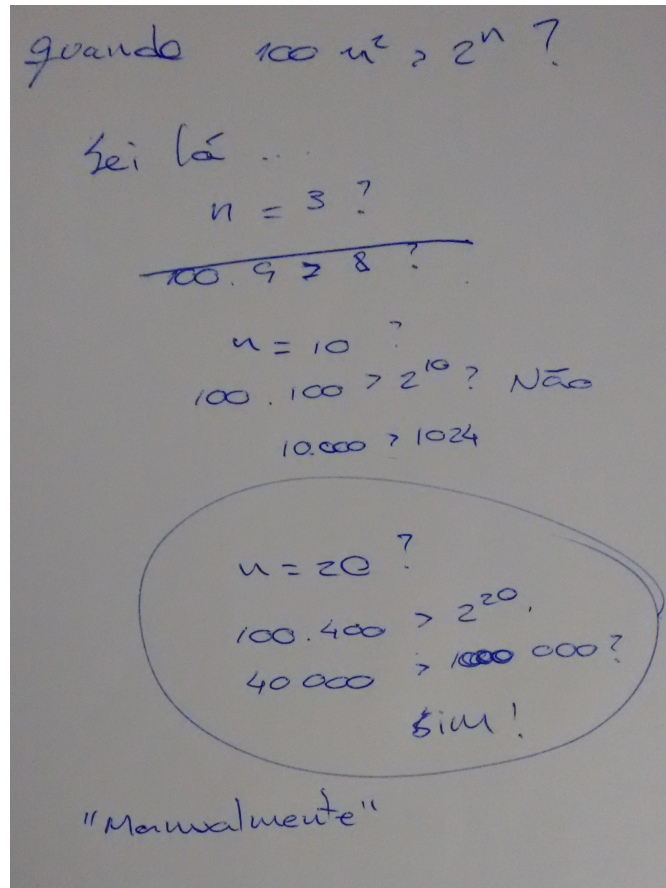 quando 100 n² > 2ⁿ ?
Sei lá ...
n = 3 ?
100 . 9 > 8 ?
n = 10 ?
100 . 100 > 2¹⁰ ? Não
10.000 > 1024
n = 20 ?
100 . 400 > 2²⁰.
40 000 > 1000 000 ?
Sim !
"Manualmente"